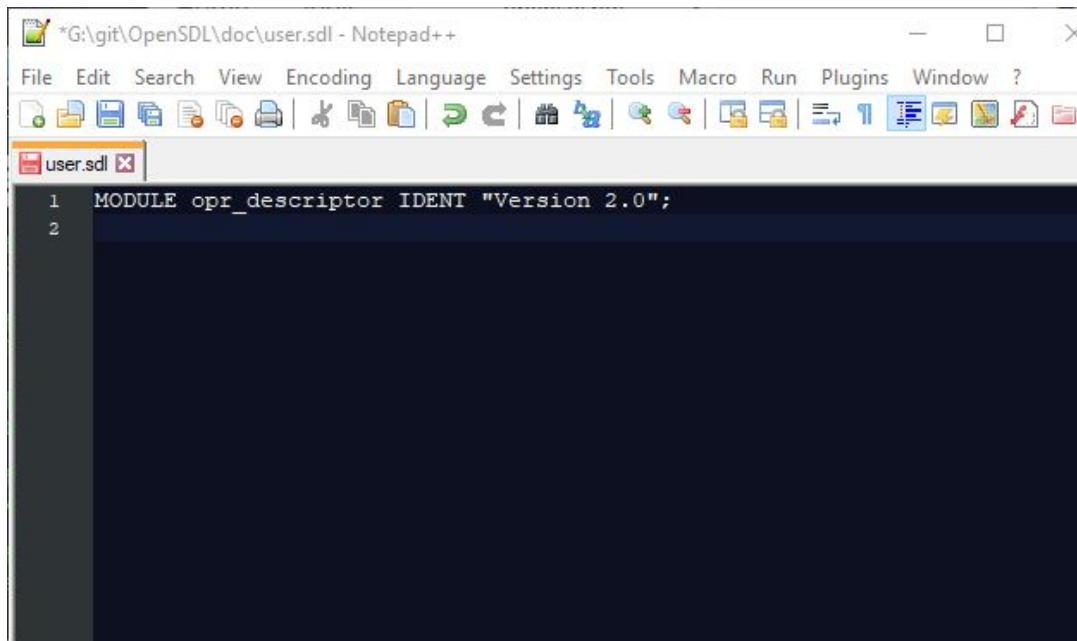 *G:\git\OpenSDL\doc\user.sdl - Notepad++
File Edit Search View Encoding Language Settings Tools Macro Run Plugins Window ?
user.sdl
1 MODULE opr_descriptor IDENT "Version 2.0";
2